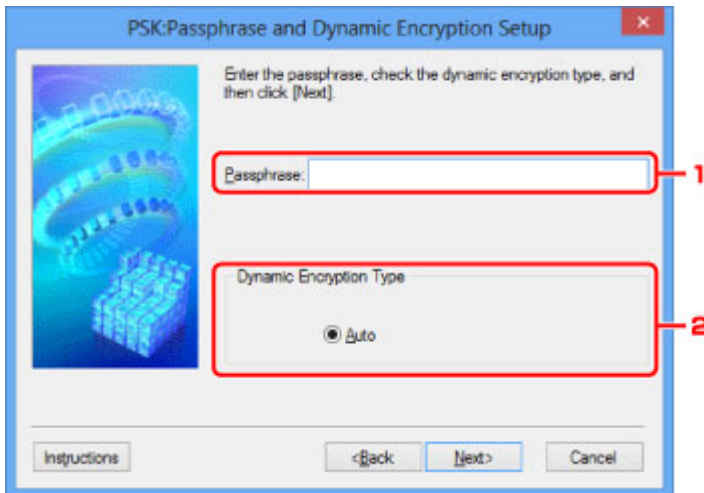 PSK:Passphrase and Dynamic Encryption Setup
Enter the passphrase, check the dynamic encryption type, and
then click [Next].
Passphrase:
1
Dynamic Encryption Type
Auto
2
Instructions
<Back
Next>
Cancel